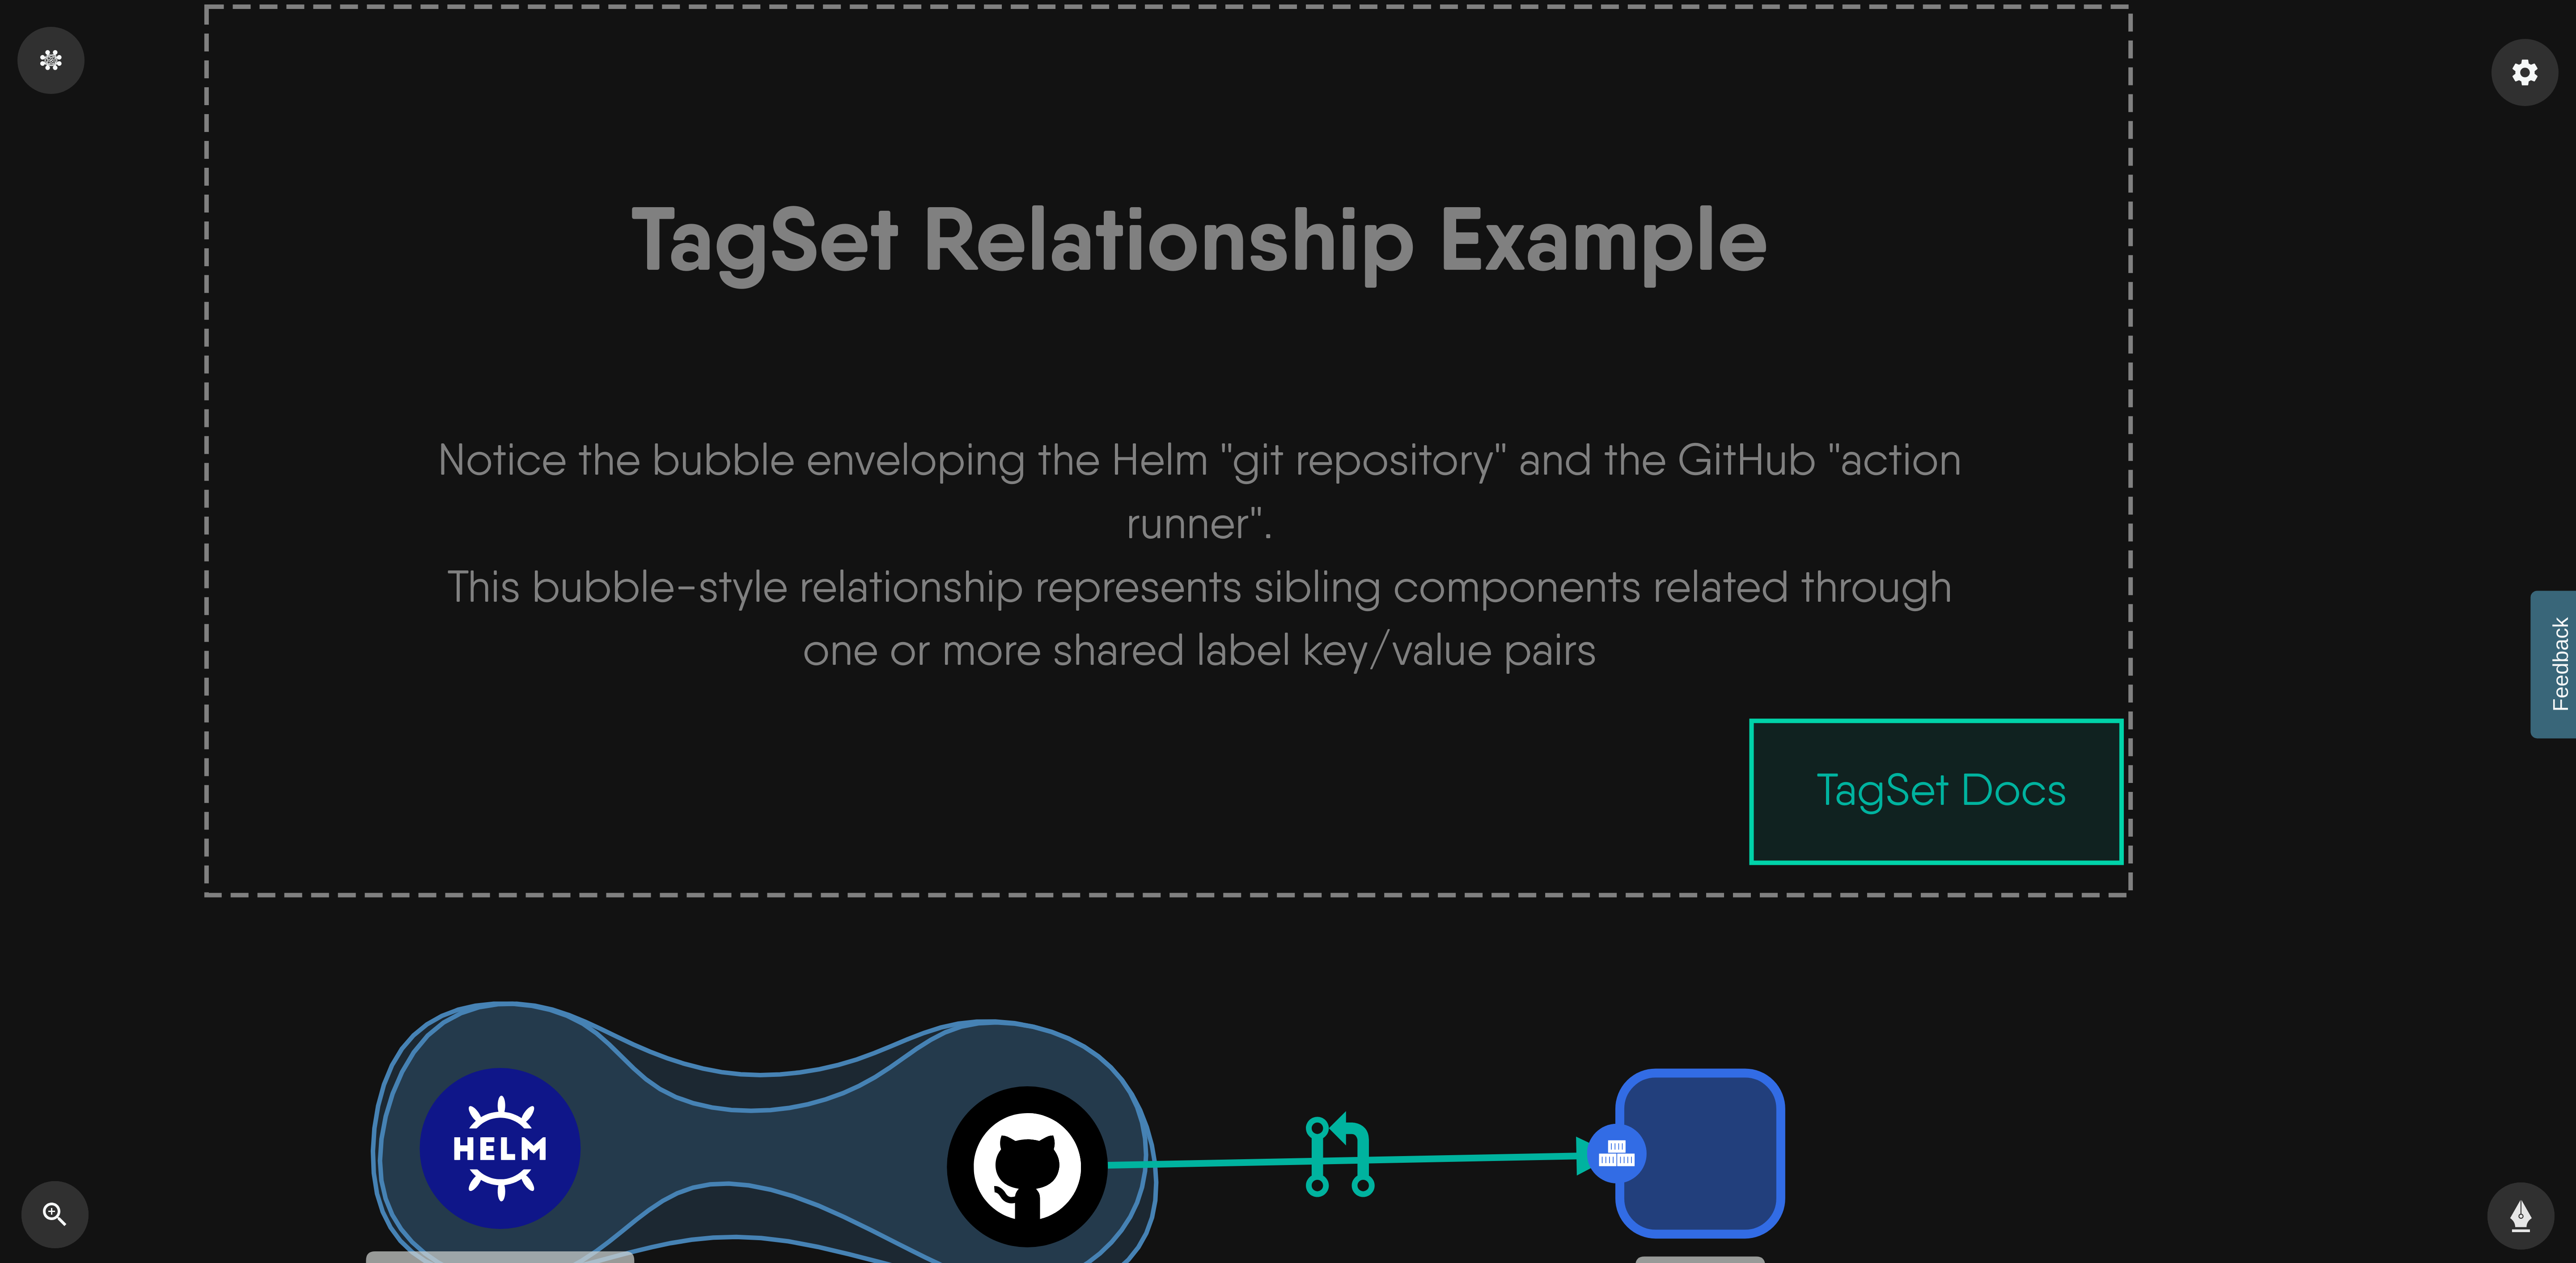 TagSet Relationship Example
Notice the bubble enveloping the Helm "git repository" and the GitHub "action
runner".
This bubble-style relationship represents sibling components related through
one or more shared label key/value pairs
Feedback
TagSet Docs
HELM